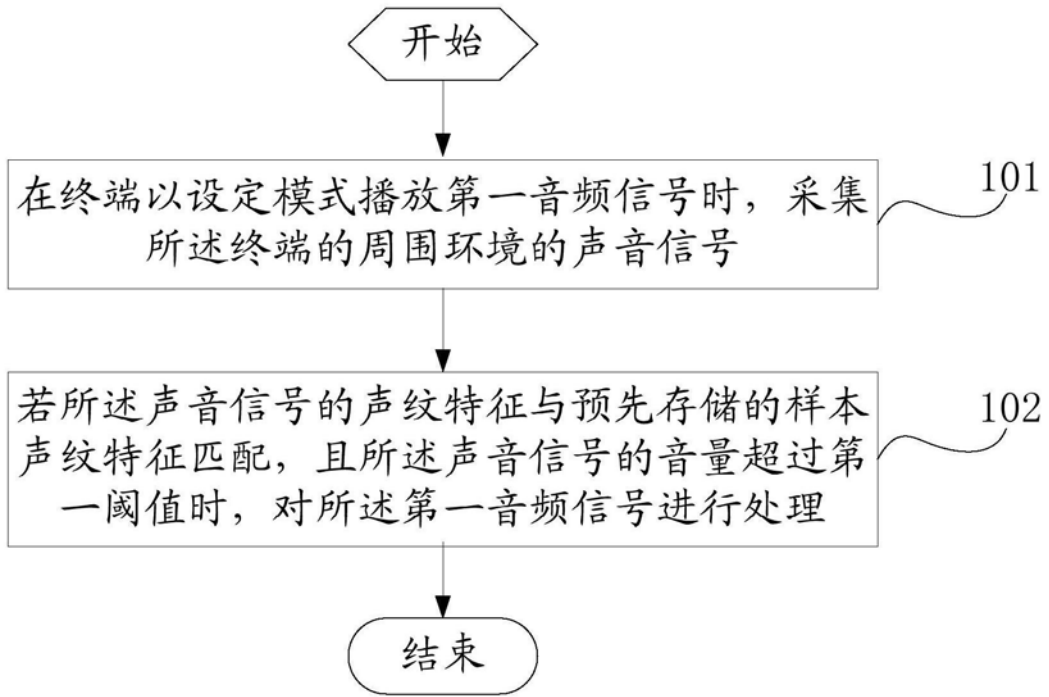 开始
在终端以设定模式播放第一音频信号时，采集
所述终端的周围环境的声音信号
101
若所述声音信号的声纹特征与预先存储的样本
声纹特征匹配，且所述声音信号的音量超过第
一阈值时，对所述第一音频信号进行处理
102
结束